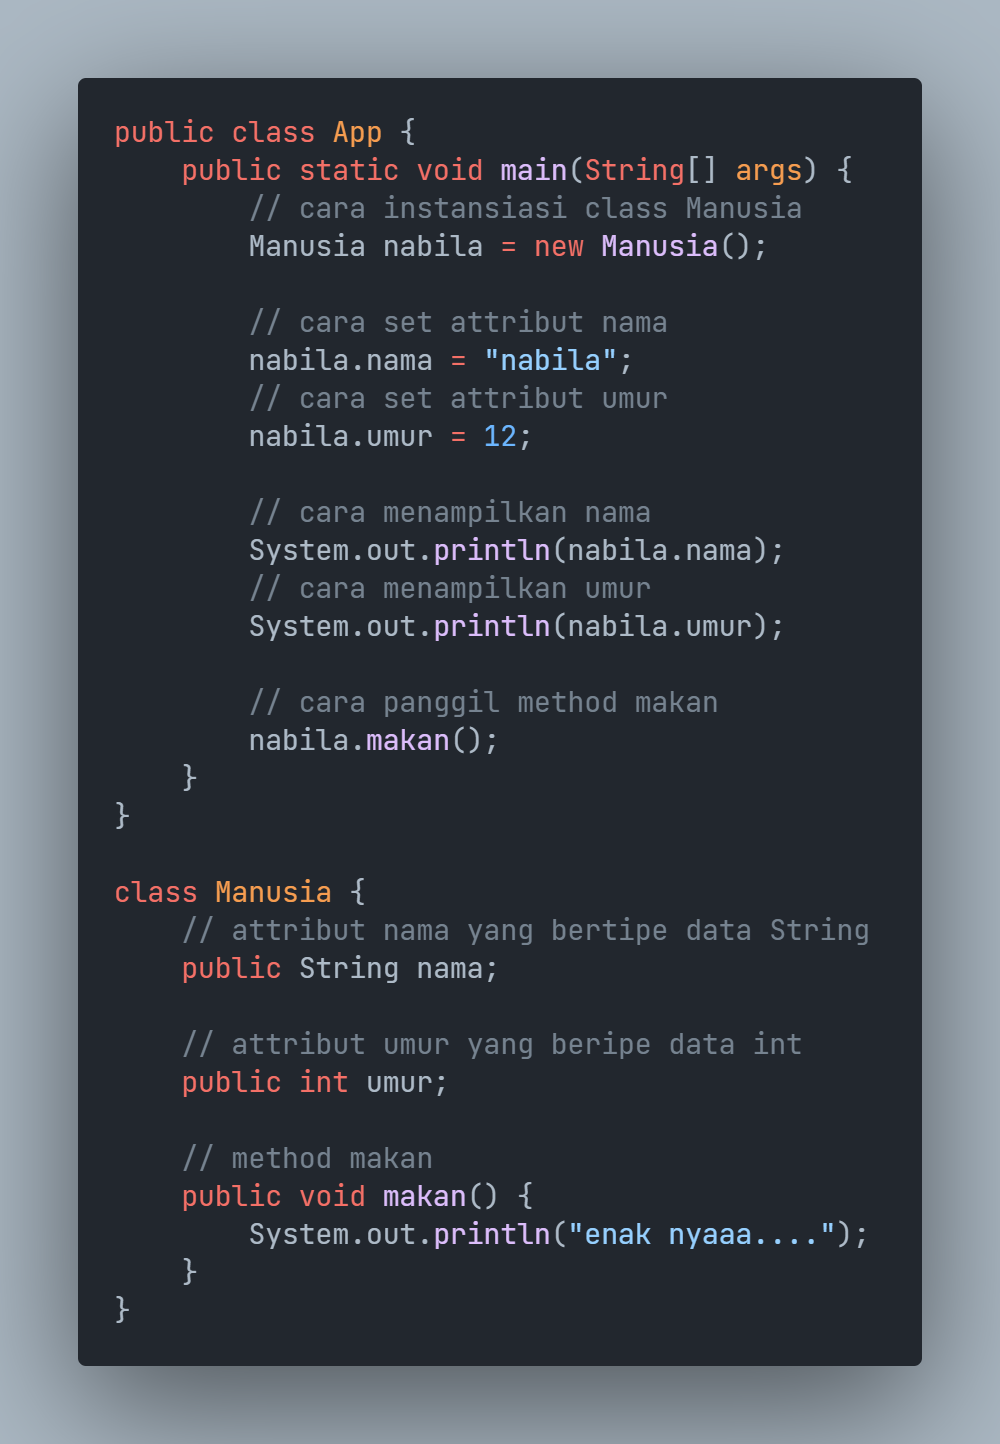 public class App {
    public static void main(String[] args) {
        // cara instansiasi class Manusia
        Manusia nabila = new Manusia();

        // cara set attribut nama
        nabila.nama = "nabila";
        // cara set attribut umur
        nabila.umur = 12;

        // cara menampilkan nama
        System.out.println(nabila.nama);
        // cara menampilkan umur
        System.out.println(nabila.umur);

        // cara panggil method makan
        nabila.makan();
    }
}

class Manusia {
    // attribut nama yang bertipe data String
    public String nama;

    // attribut umur yang beripe data int
    public int umur;

    // method makan
    public void makan() {
        System.out.println("enak nyaaa....");
    }
}